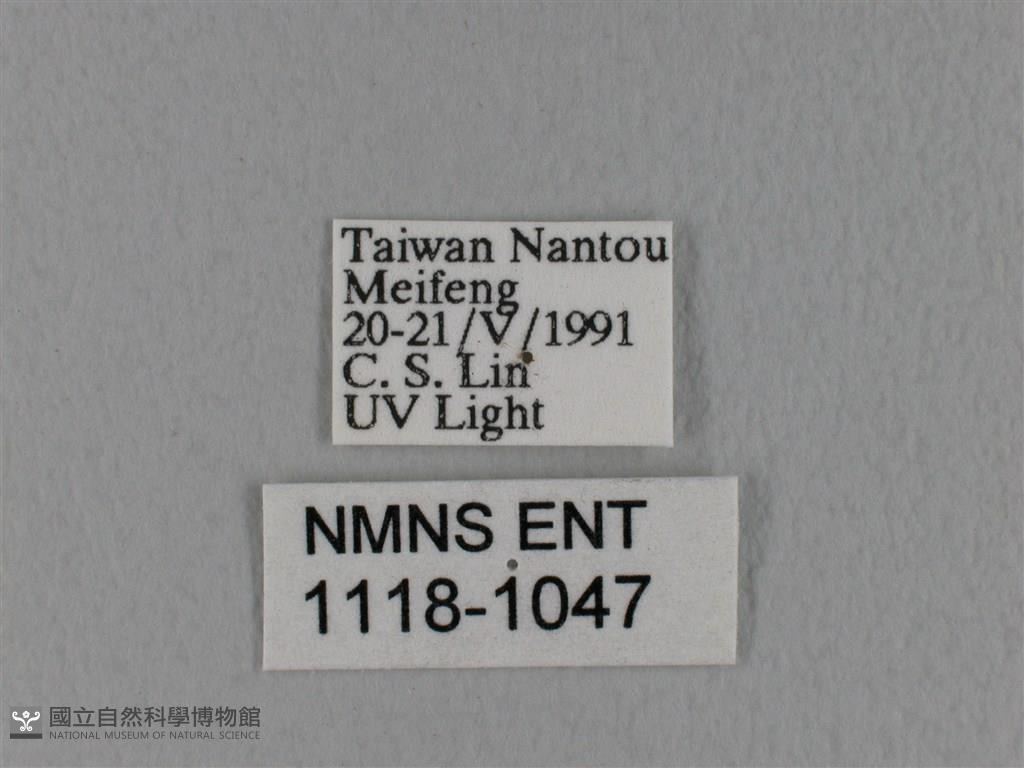 Taiwan Nantou
Meifeng
20-21/V/1991
C. S. Lin
UV Light
NMNS ENT
1118-1047
國立自然科學博物館
NATIONAL MUSEUM OF NATURAL SCIENCE